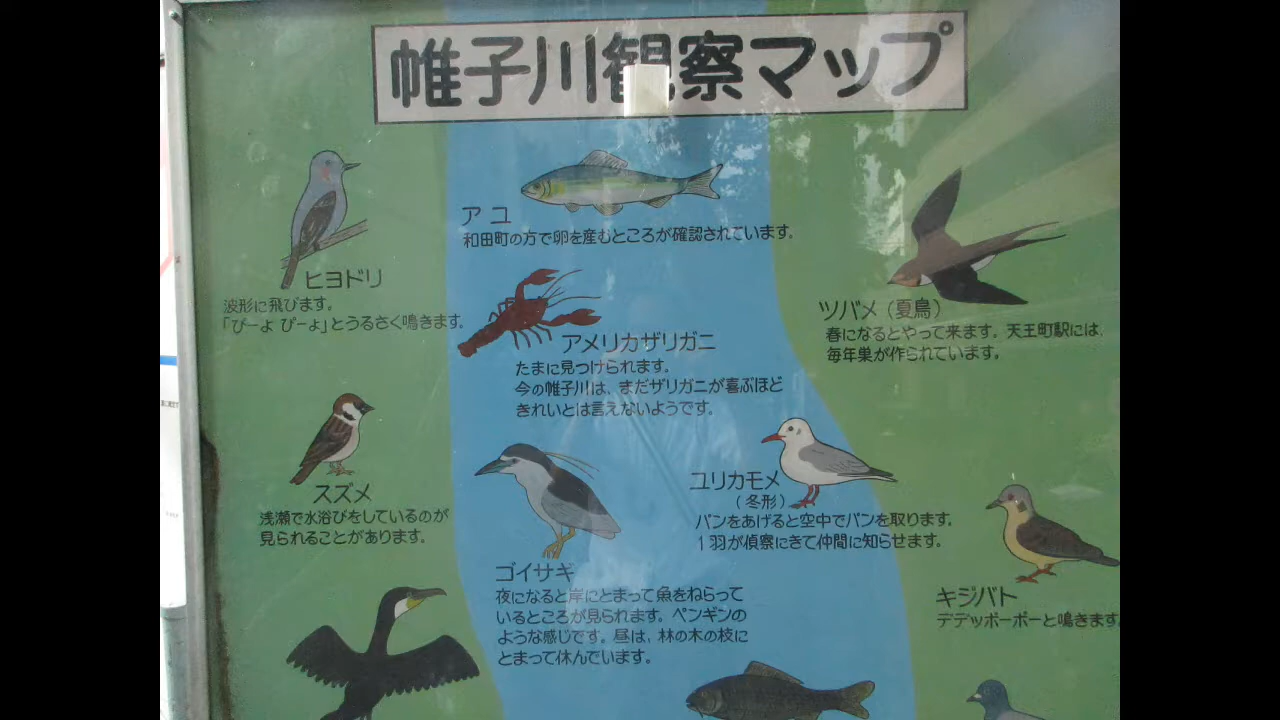 帷子川観察マップ
アユ
和田町の方で卵を産むところが確認されています。
ヒヨドリ
波形に飛びます。
「ぴーよ ぴーよ」とうるさく鳴きます。
アメリカザリガニ
たまに見つけられます。
今の帷子川は、まだザリガニが喜ぶほど
きれいとは言えないようです。
ツバメ(夏鳥)
春になるとやって来ます。天王町駅には、
毎年巣が作られています。
スズメ
浅瀬で水浴びをしているのが
見られることがあります。
ユリカモメ
(冬形)
パンをあげると空中でパンを取ります。
1羽が偵察にきて仲間に知らせます。
ゴイサギ
夜になると岸にとまって魚をねらって
いるところが見られます。ペンギンの
ような感じです。昼は、林の木の枝に
とまって休んでいます。
キジバト
デデッポーポーと鳴きます